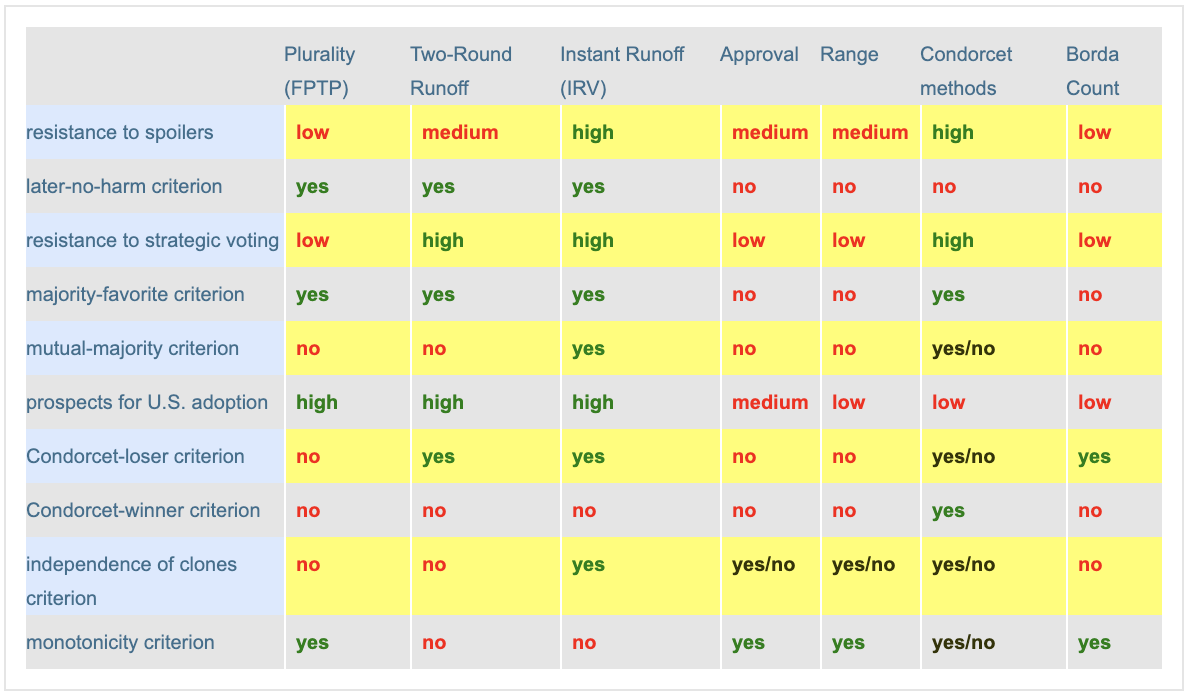 Plurality (FPTP) Two-Round Runoff Instant Runoff (IRV) Approval Range Condorcet methods Borda Count
resistance to spoilers low medium high medium medium high low
later-no-harm criterion yes yes yes no no no no
resistance to strategic voting low high high low low high low
majority-favorite criterion yes yes yes no no yes no
mutual-majority criterion no no yes no no yes/no no
prospects for U.S. adoption high high high medium low low low
Condorcet-loser criterion no yes yes no no yes/no yes
Condorcet-winner criterion no no no no no yes no
independence of clones criterion no no yes yes/no yes/no yes/no no
monotonicity criterion yes no no yes yes yes/no yes